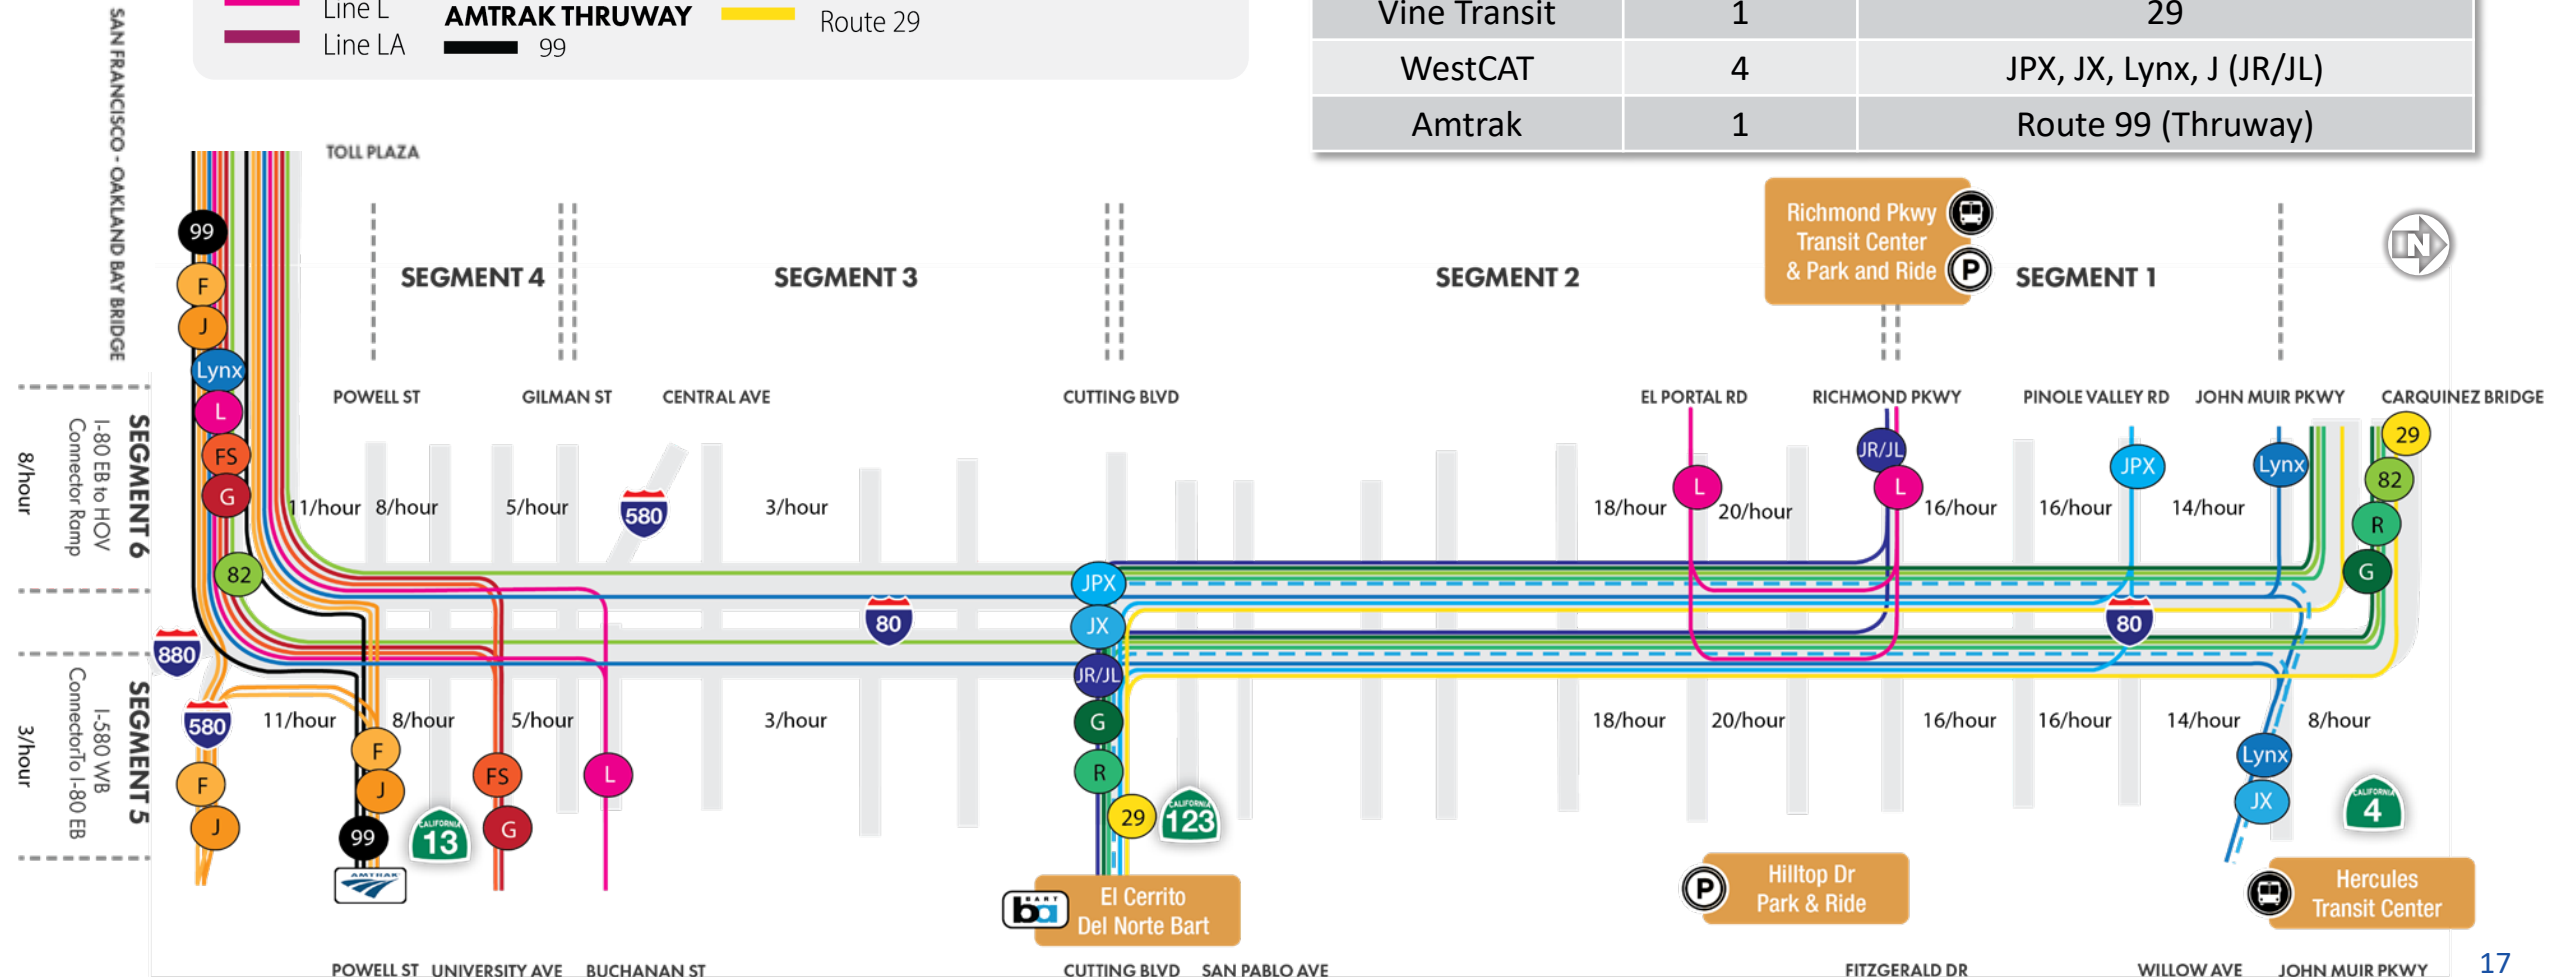 Line L
Line LA
AMTRAK THRUWAY
99
Route 29
Vine Transit 1 29
WestCAT 4 JPX, JX, Lynx, J (JR/JL)
Amtrak 1 Route 99 (Thruway)
SAN FRANCISCO - OAKLAND BAY BRIDGE
TOLL PLAZA
SEGMENT 4
SEGMENT 3
SEGMENT 2
Richmond Pkwy
Transit Center
& Park and Ride
P
SEGMENT 1
N
POWELL ST
GILMAN ST
CENTRAL AVE
CUTTING BLVD
EL PORTAL RD
RICHMOND PKWY
PINOLE VALLEY RD
JOHN MUIR PKWY
CARQUINEZ BRIDGE
99
F
J
Lynx
L
FS
G
82
SEGMENT 6
I-80 EB to HOV
Connector Ramp
8/hour
11/hour
8/hour
5/hour
580
3/hour
18/hour
L
20/hour
JR/JL
L
16/hour
JPX
16/hour
14/hour
Lynx
29
82
R
G
80
80
JPX
JX
JR/JL
G
R
29
CALIFORNIA
123
880
580
SEGMENT 5
I-580 WB
ConnectorTo I-80 EB
3/hour
11/hour
8/hour
5/hour
3/hour
18/hour
20/hour
16/hour
16/hour
14/hour
8/hour
F
J
F
J
99
AMTRAK
CALIFORNIA
13
FS
G
L
Lynx
JX
CALIFORNIA
4
BART
ba
El Cerrito
Del Norte Bart
P
Hilltop Dr
Park & Ride
Hercules
Transit Center
POWELL ST
UNIVERSITY AVE
BUCHANAN ST
CUTTING BLVD
SAN PABLO AVE
FITZGERALD DR
WILLOW AVE
JOHN MUIR PKWY
17